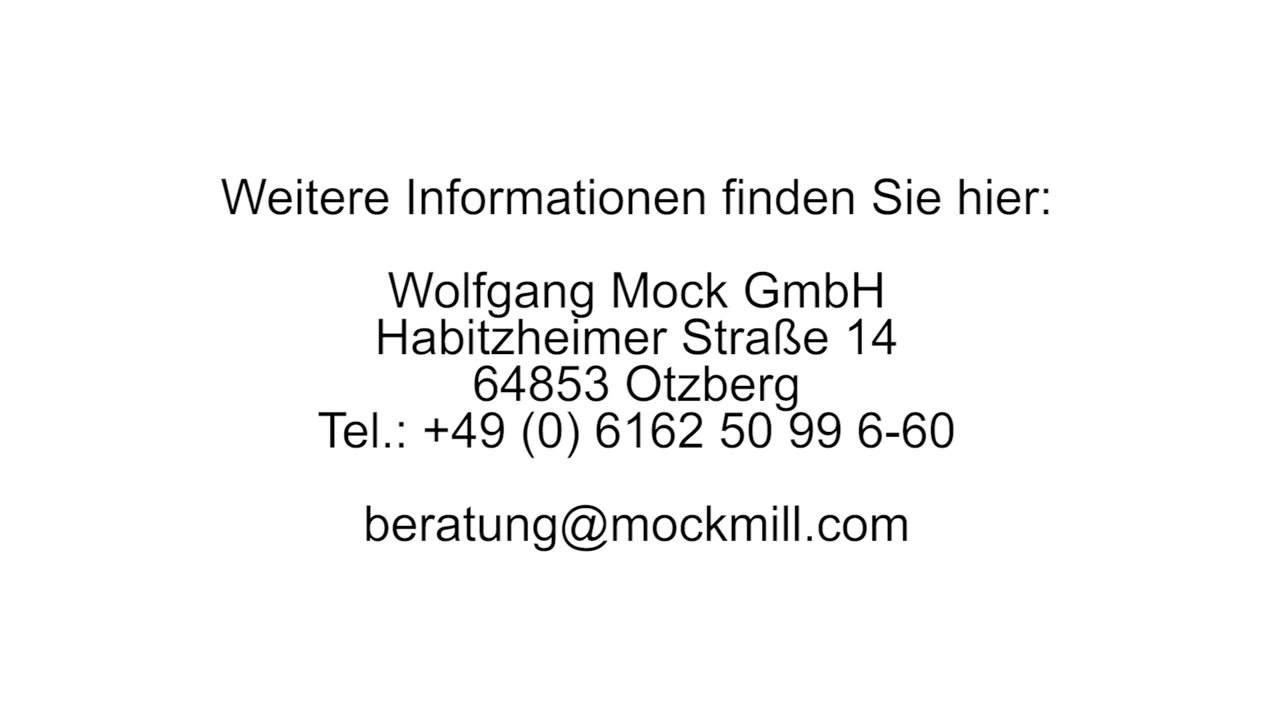 Weitere Informationen finden Sie hier:
Wolfgang Mock GmbH
Habitzheimer Straße 14
64853 Otzberg
Tel.: +49 (0) 6162 50 99 6-60
beratung@mockmill.com